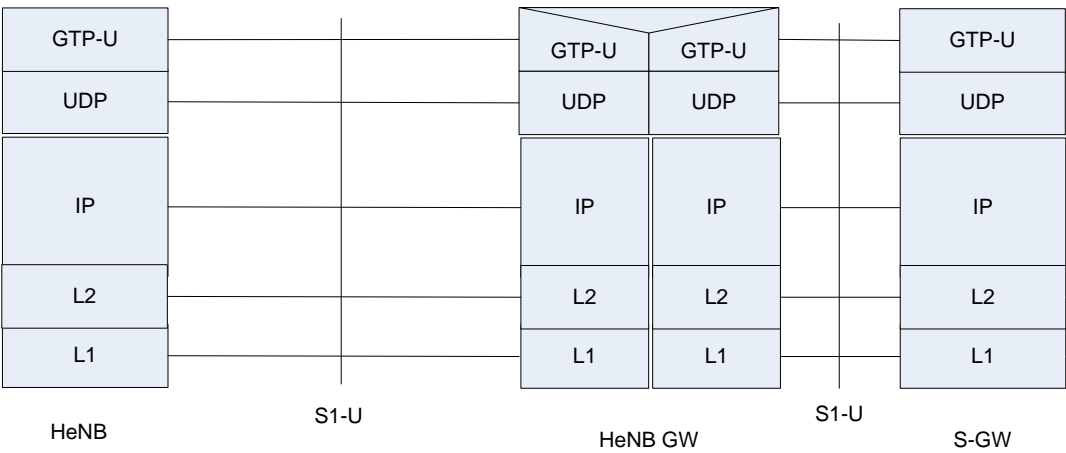 GTP-U GTP-U GTP-U GTP-U
UDP UDP UDP UDP
IP IP IP IP
L2 L2 L2 L2
L1 L1 L1 L1
S1-U S1-U
HeNB HeNB GW S-GW